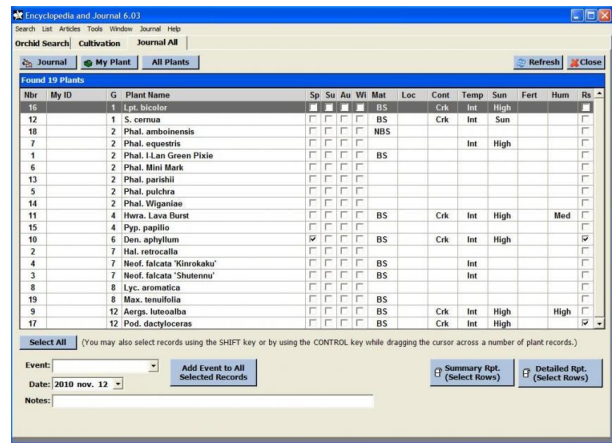 Encyclopedia and Journal 6.03
Search List Articles Tools Window Journal Help
Orchid Search Cultivation Journal All
Journal My Plant All Plants Refresh Close
Found 19 Plants
Nbr My ID G Plant Name Sp Su Au Wi Mat Loc Cont Temp Sun Fert Hum Rs
16 1 Lpt. bicolor BS Crk Int High
12 1 S. cernua BS Crk Int Sun
18 2 Phal. amboinensis NBS
7 2 Phal. equestris Int High
1 2 Phal. I-Lan Green Pixie BS
6 2 Phal. Mini Mark
13 2 Phal. parishii
5 2 Phal. pulchra
14 2 Phal. Wiganiae
11 4 Hwra. Lava Burst BS Crk Int High Med
15 4 Pyp. papilio
10 6 Den. aphyllum BS Crk Int High
2 7 Hal. retrocalla
4 7 Neof. falcata 'Kinrokaku' BS Int
3 7 Neof. falcata 'Shutennu' BS Int
8 8 Lyc. aromatica
19 8 Max. tenuifolia BS
9 12 Aergs. luteoalba BS Crk Int High High
17 12 Pod. dactyloceras BS Crk Int High
Select All (You may also select records using the SHIFT key or by using the CONTROL key while dragging the cursor across a number of plant records.)
Event: Add Event to All Selected Records Summary Rpt. (Select Rows) Detailed Rpt. (Select Rows)
Date: 2010 nov. 12
Notes: